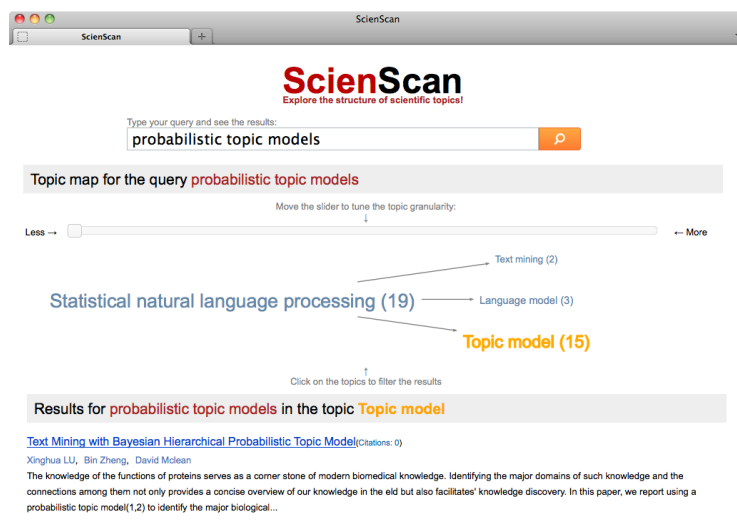 ScienScan
ScienScan
ScienScan
Explore the structure of scientific topics!
Type your query and see the results:
probabilistic topic models
Topic map for the query probabilistic topic models
Move the slider to tune the topic granularity:
↓
Less → ← More
Text mining (2)
Statistical natural language processing (19) Language model (3)
Topic model (15)
↑
Click on the topics to filter the results
Results for probabilistic topic models in the topic Topic model
Text Mining with Bayesian Hierarchical Probabilistic Topic Model(Citations: 0)
Xinghua LU, Bin Zheng, David Mclean
The knowledge of the functions of proteins serves as a corner stone of modern biomedical knowledge. Identifying the major domains of such knowledge and the
connections among them not only provides a concise overview of our knowledge in the eld but also facilitates' knowledge discovery. In this paper, we report using a
probabilistic topic model(1,2) to identify the major biological...